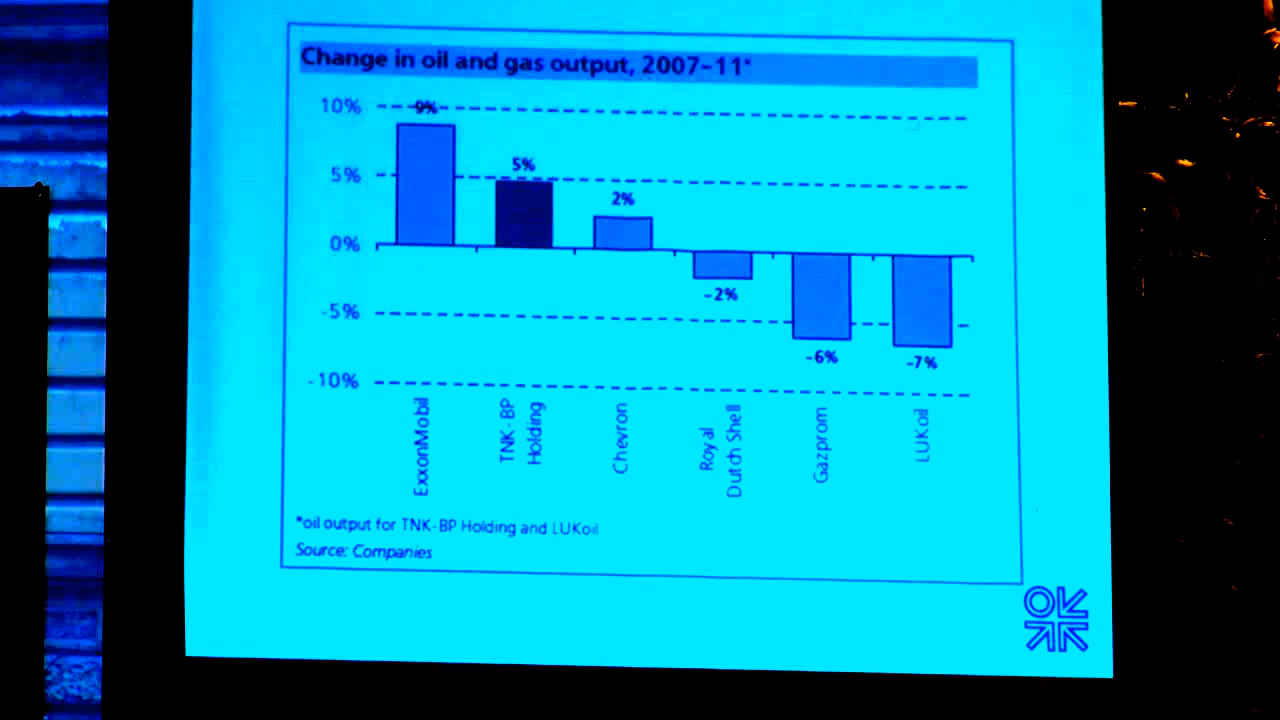 Change in oil and gas output, 2007–11*
10%
9%
5%
5%
2%
0%
-2%
-5%
-6%
-7%
-10%
ExxonMobil
TNK-BP
Holding
Chevron
Royal
Dutch Shell
Gazprom
LUKoil
*oil output for TNK-BP Holding and LUKoil
Source: Companies